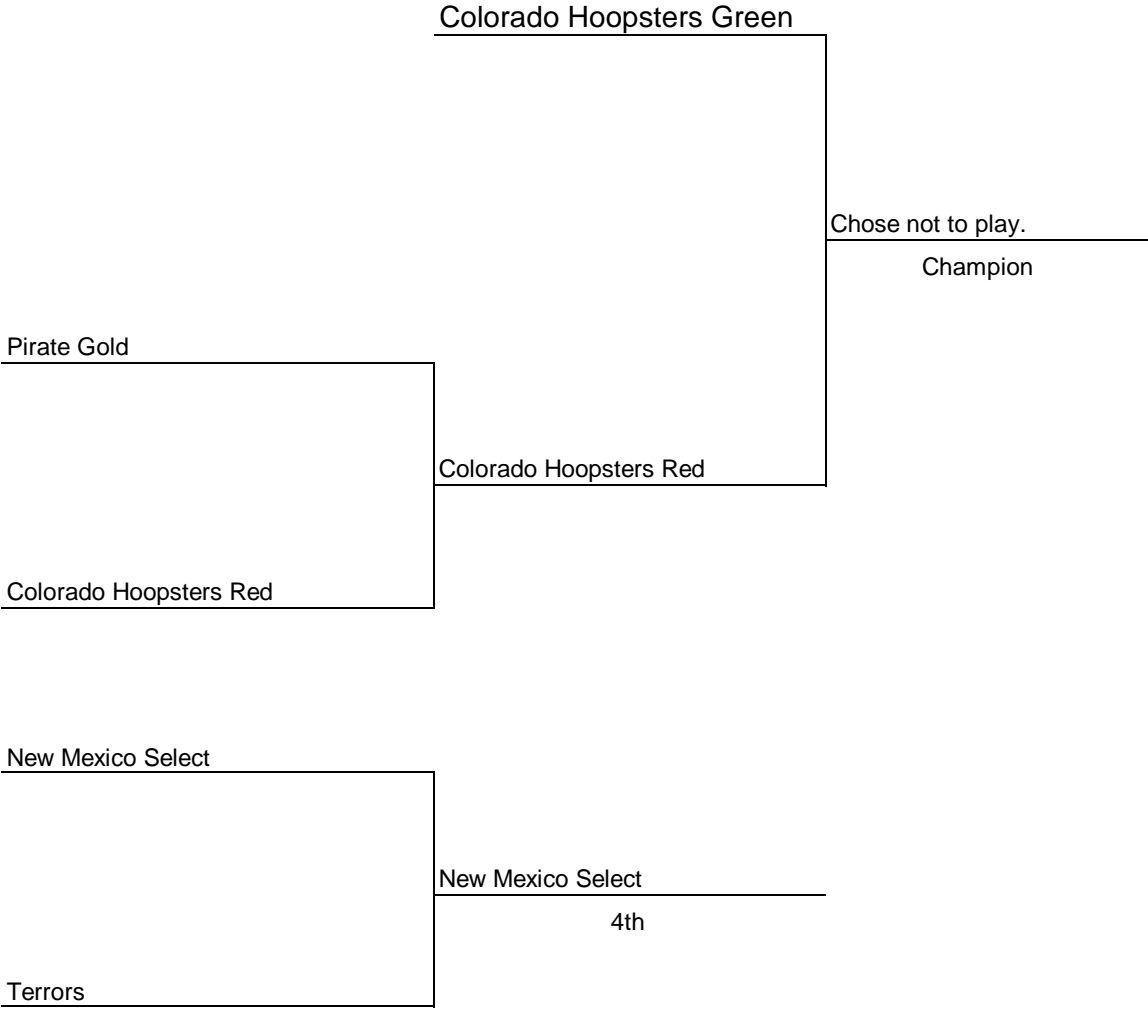 Colorado Hoopsters Green
Chose not to play.
Champion
Pirate Gold
Colorado Hoopsters Red
Colorado Hoopsters Red
New Mexico Select
New Mexico Select
4th
Terrors